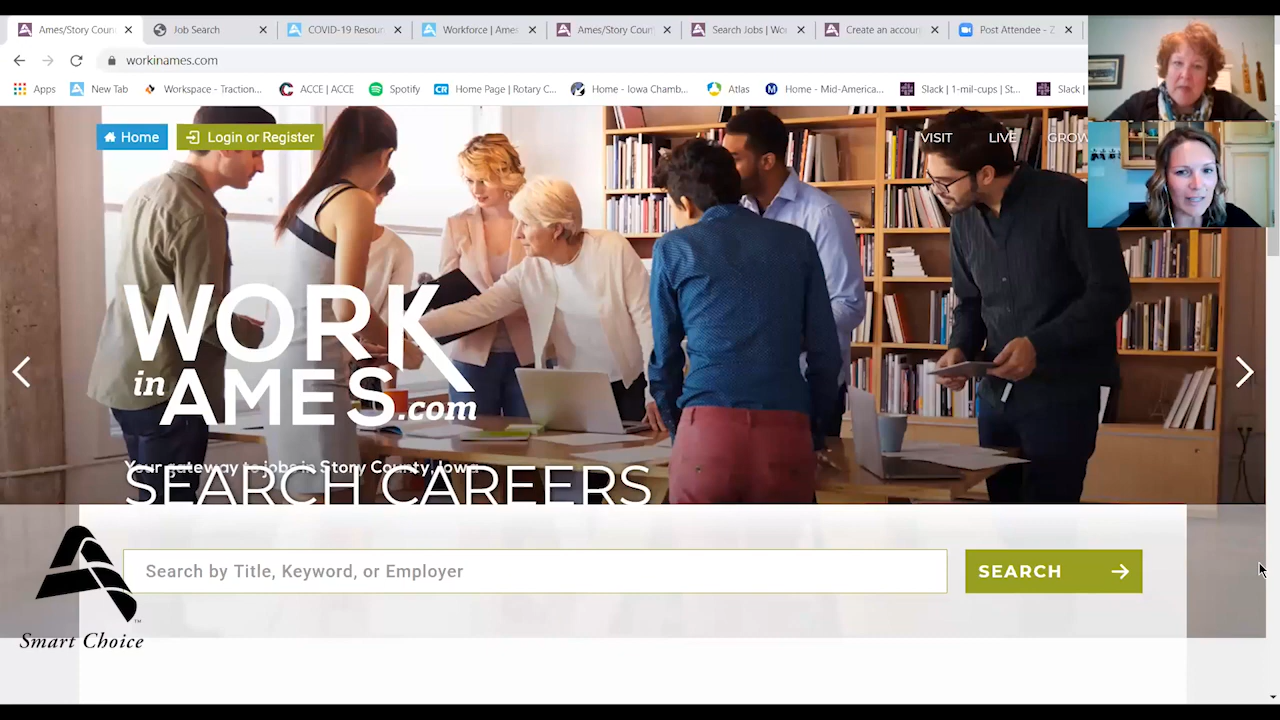 Ames/Story Coun
Job Search
COVID-19 Resour
Workforce | Ames
Ames/Story Coun
Search Jobs | Wo
Create an accour
Post Attendee - Z
workinames.com
Apps
New Tab
Workspace - Traction...
ACCE | ACCE
Spotify
Home Page | Rotary C...
Home - Iowa Chamb...
Atlas
Home - Mid-America...
Slack | 1-mil-cups | St...
Slack |
Home
Login or Register
VISIT
LIVE
GROW
WORK
in AMES.com
Your gateway to jobs in Story County, Iowa
SEARCH CAREERS
Search by Title, Keyword, or Employer
SEARCH
Smart Choice